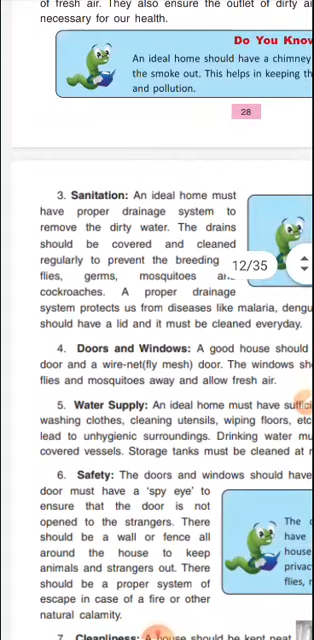 of fresh air. They also ensure the outlet of dirty
necessary for our health.
Do You Know
An ideal home should have a chimney
the smoke out. This helps in keeping
and pollution.
28
3. Sanitation: An ideal home must
have proper drainage system to
remove the dirty water. The drains
should be covered and cleaned
regularly to prevent the breeding
12/35
flies, germs, mosquitoes
cockroaches. A proper drainage
system protects us from diseases like malaria,
should have a lid and it must be cleaned everyday.
4. Doors and Windows: A good house should
door and a wire-net(fly mesh) door. The windows
flies and mosquitoes away and allow fresh air.
5. Water Supply: An ideal home must have
washing clothes, cleaning utensils, wiping floors, etc
lead to unhygienic surroundings. Drinking water
covered vessels. Storage tanks must be cleaned at
6. Safety: The doors and windows should have
door must have a 'spy eye' to
ensure that the door is not
opened to the strangers. There
should be a wall or fence all
around the house to keep
animals and strangers out. There
should be a proper system of
escape in case of a fire or other
natural calamity.
The
have
house
privac
flies,
7. Cleanliness: A house should be kept neat